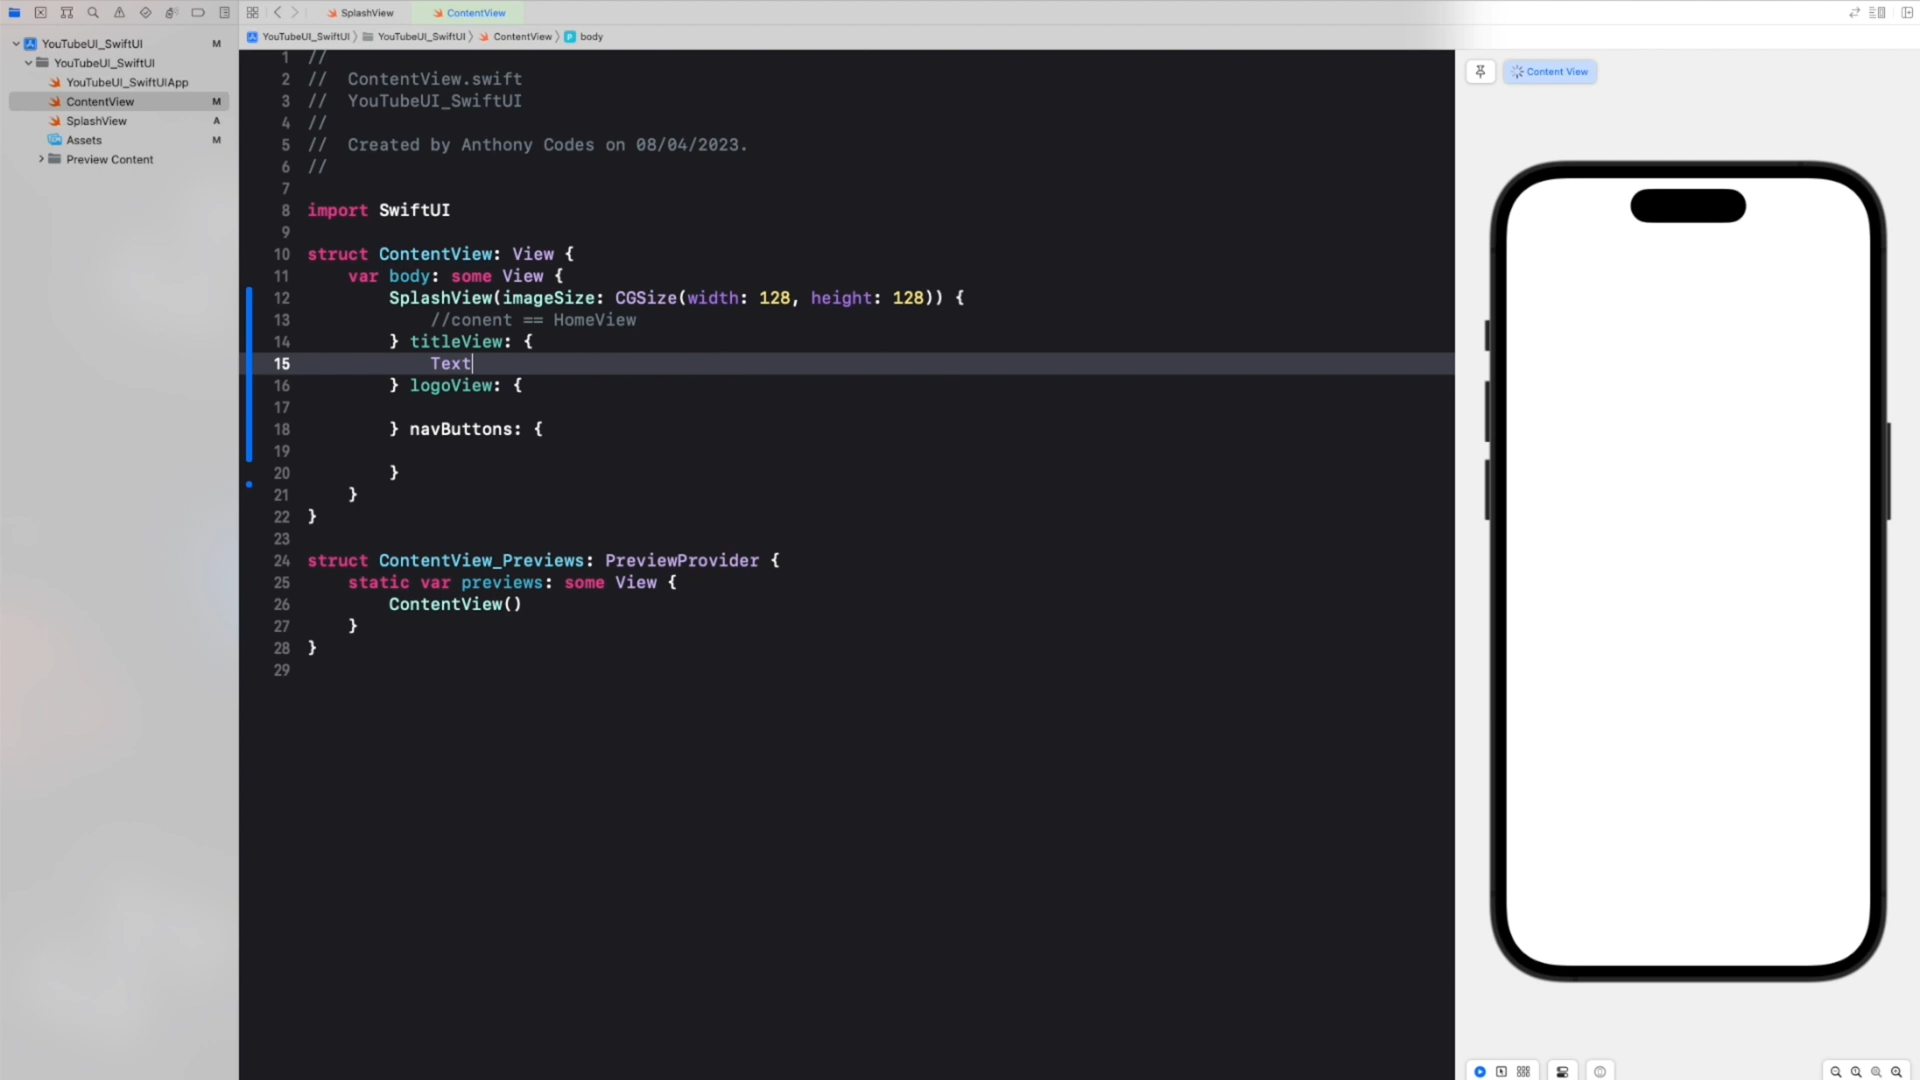 SplashView
ContentView
YouTubeUI_SwiftUI
YouTubeUI_SwiftUI
ContentView
body
YouTubeUI_SwiftUI M
YouTubeUI_SwiftUI
YouTubeUI_SwiftUIApp
ContentView M
SplashView A
Assets M
Preview Content
Content View
1 //
2 //  ContentView.swift
3 //  YouTubeUI_SwiftUI
4 //
5 //  Created by Anthony Codes on 08/04/2023.
6 //
7
8 import SwiftUI
9
10 struct ContentView: View {
11     var body: some View {
12         SplashView(imageSize: CGSize(width: 128, height: 128)) {
13             //conent == HomeView
14         } titleView: {
15             Text
16         } logoView: {
17
18         } navButtons: {
19
20         }
21     }
22 }
23
24 struct ContentView_Previews: PreviewProvider {
25     static var previews: some View {
26         ContentView()
27     }
28 }
29